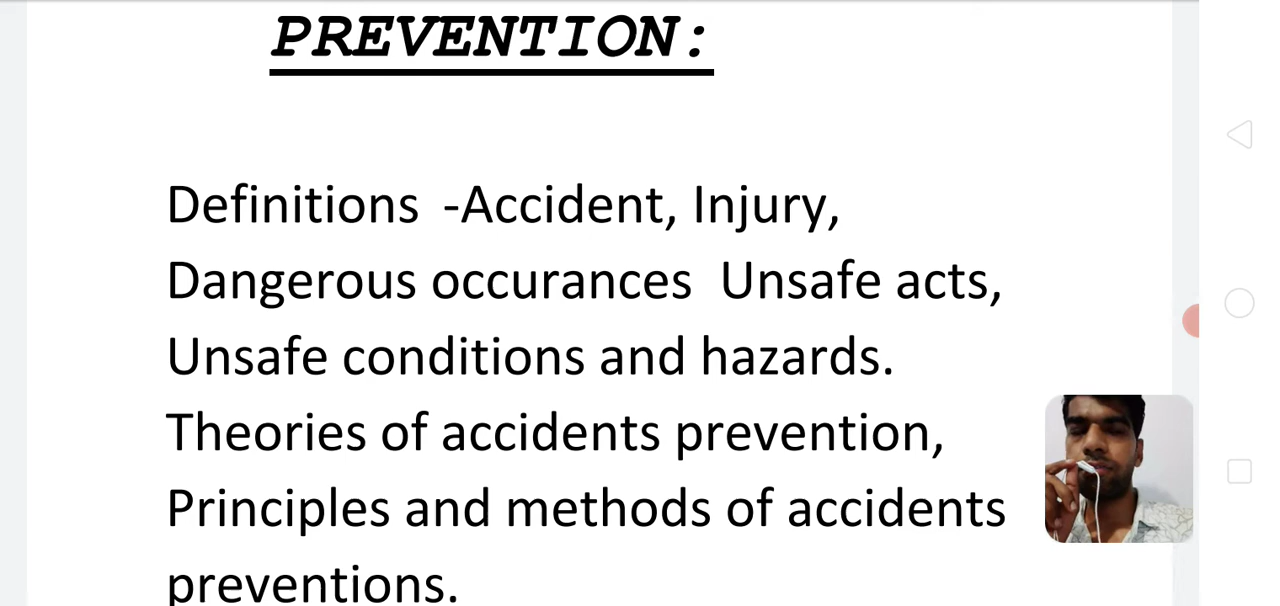 PREVENTION:
Definitions -Accident, Injury,
Dangerous occurances Unsafe acts,
Unsafe conditions and hazards.
Theories of accidents prevention,
Principles and methods of accidents
preventions.